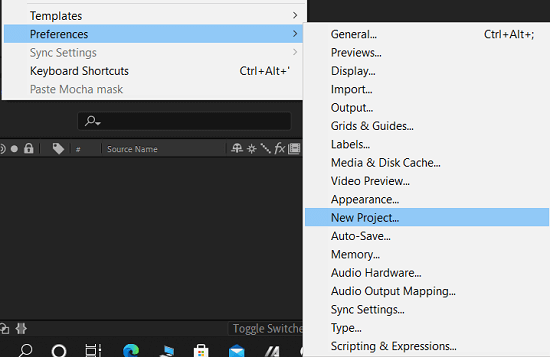 Templates
Preferences
Sync Settings
Keyboard Shortcuts Ctrl+Alt+'
Paste Mocha mask
# Source Name
Toggle Switche
General... Ctrl+Alt+;
Previews...
Display...
Import...
Output...
Grids & Guides...
Labels...
Media & Disk Cache...
Video Preview...
Appearance...
New Project...
Auto-Save...
Memory...
Audio Hardware...
Audio Output Mapping...
Sync Settings...
Type...
Scripting & Expressions...